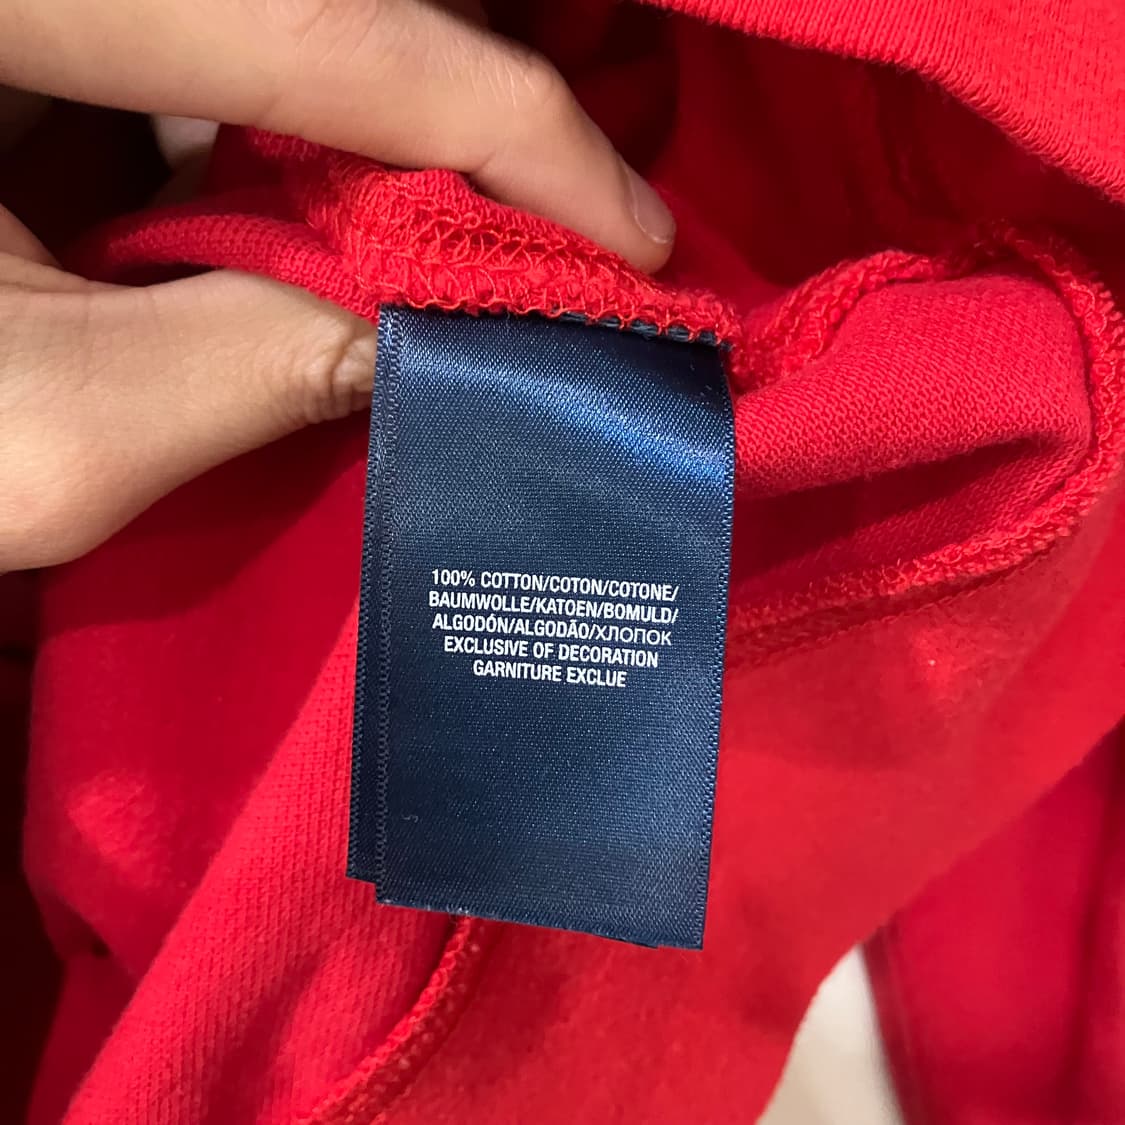 100% COTTON/COTON/COTONE/
BAUMWOLLE/KATOEN/BOMULD/
ALGODÓN/ALGODÃO/ХЛОПОК
EXCLUSIVE OF DECORATION
GARNITURE EXCLUE